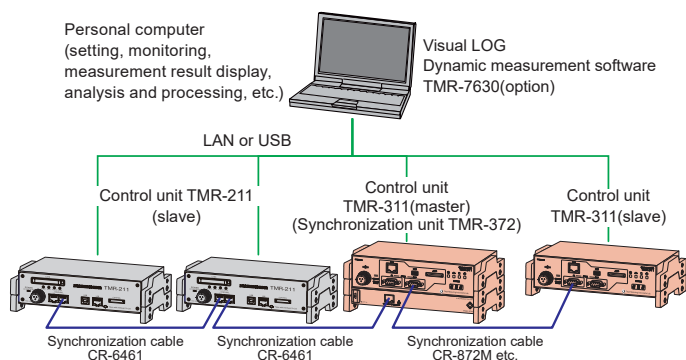 Personal computer
(setting, monitoring,
measurement result display,
analysis and processing, etc.)
Visual LOG
Dynamic measurement software
TMR-7630(option)
LAN or USB
Control unit TMR-211
(slave)
Control unit
TMR-311(master)
(Synchronization unit TMR-372)
Control unit
TMR-311(slave)
TMR-211
TMR-211
Synchronization cable
CR-6461
Synchronization cable
CR-6461
Synchronization cable
CR-872M etc.